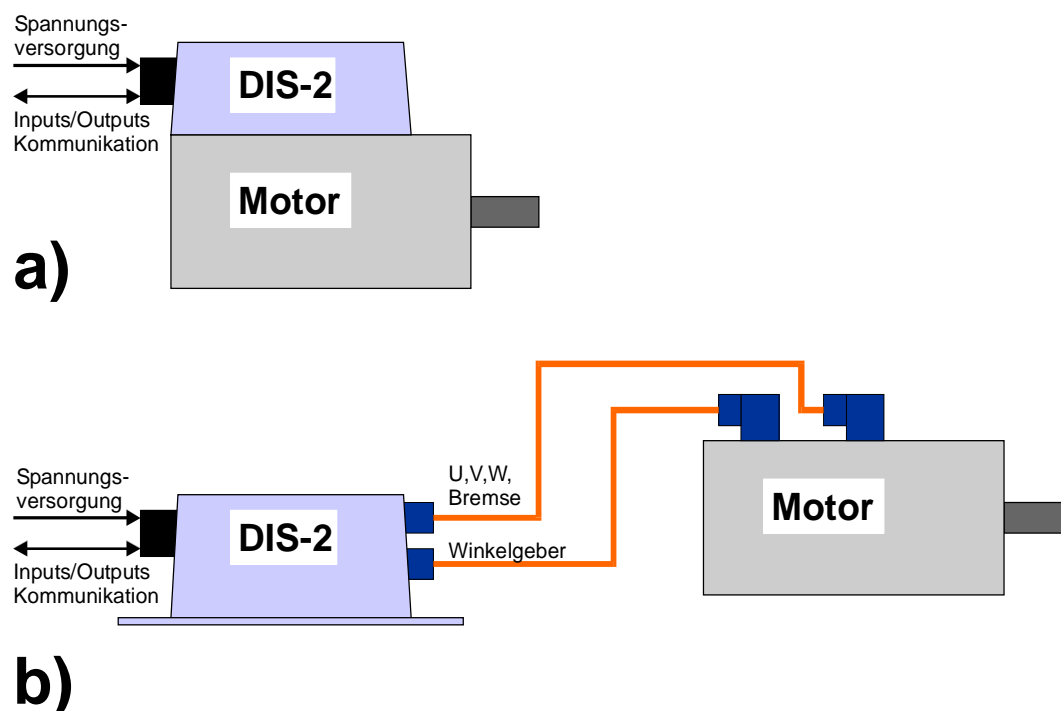 Spannungs-
versorgung
Inputs/Outputs
Kommunikation
DIS-2
Motor
a)
Spannungs-
versorgung
Inputs/Outputs
Kommunikation
DIS-2
U,V,W,
Bremse
Winkelgeber
Motor
b)